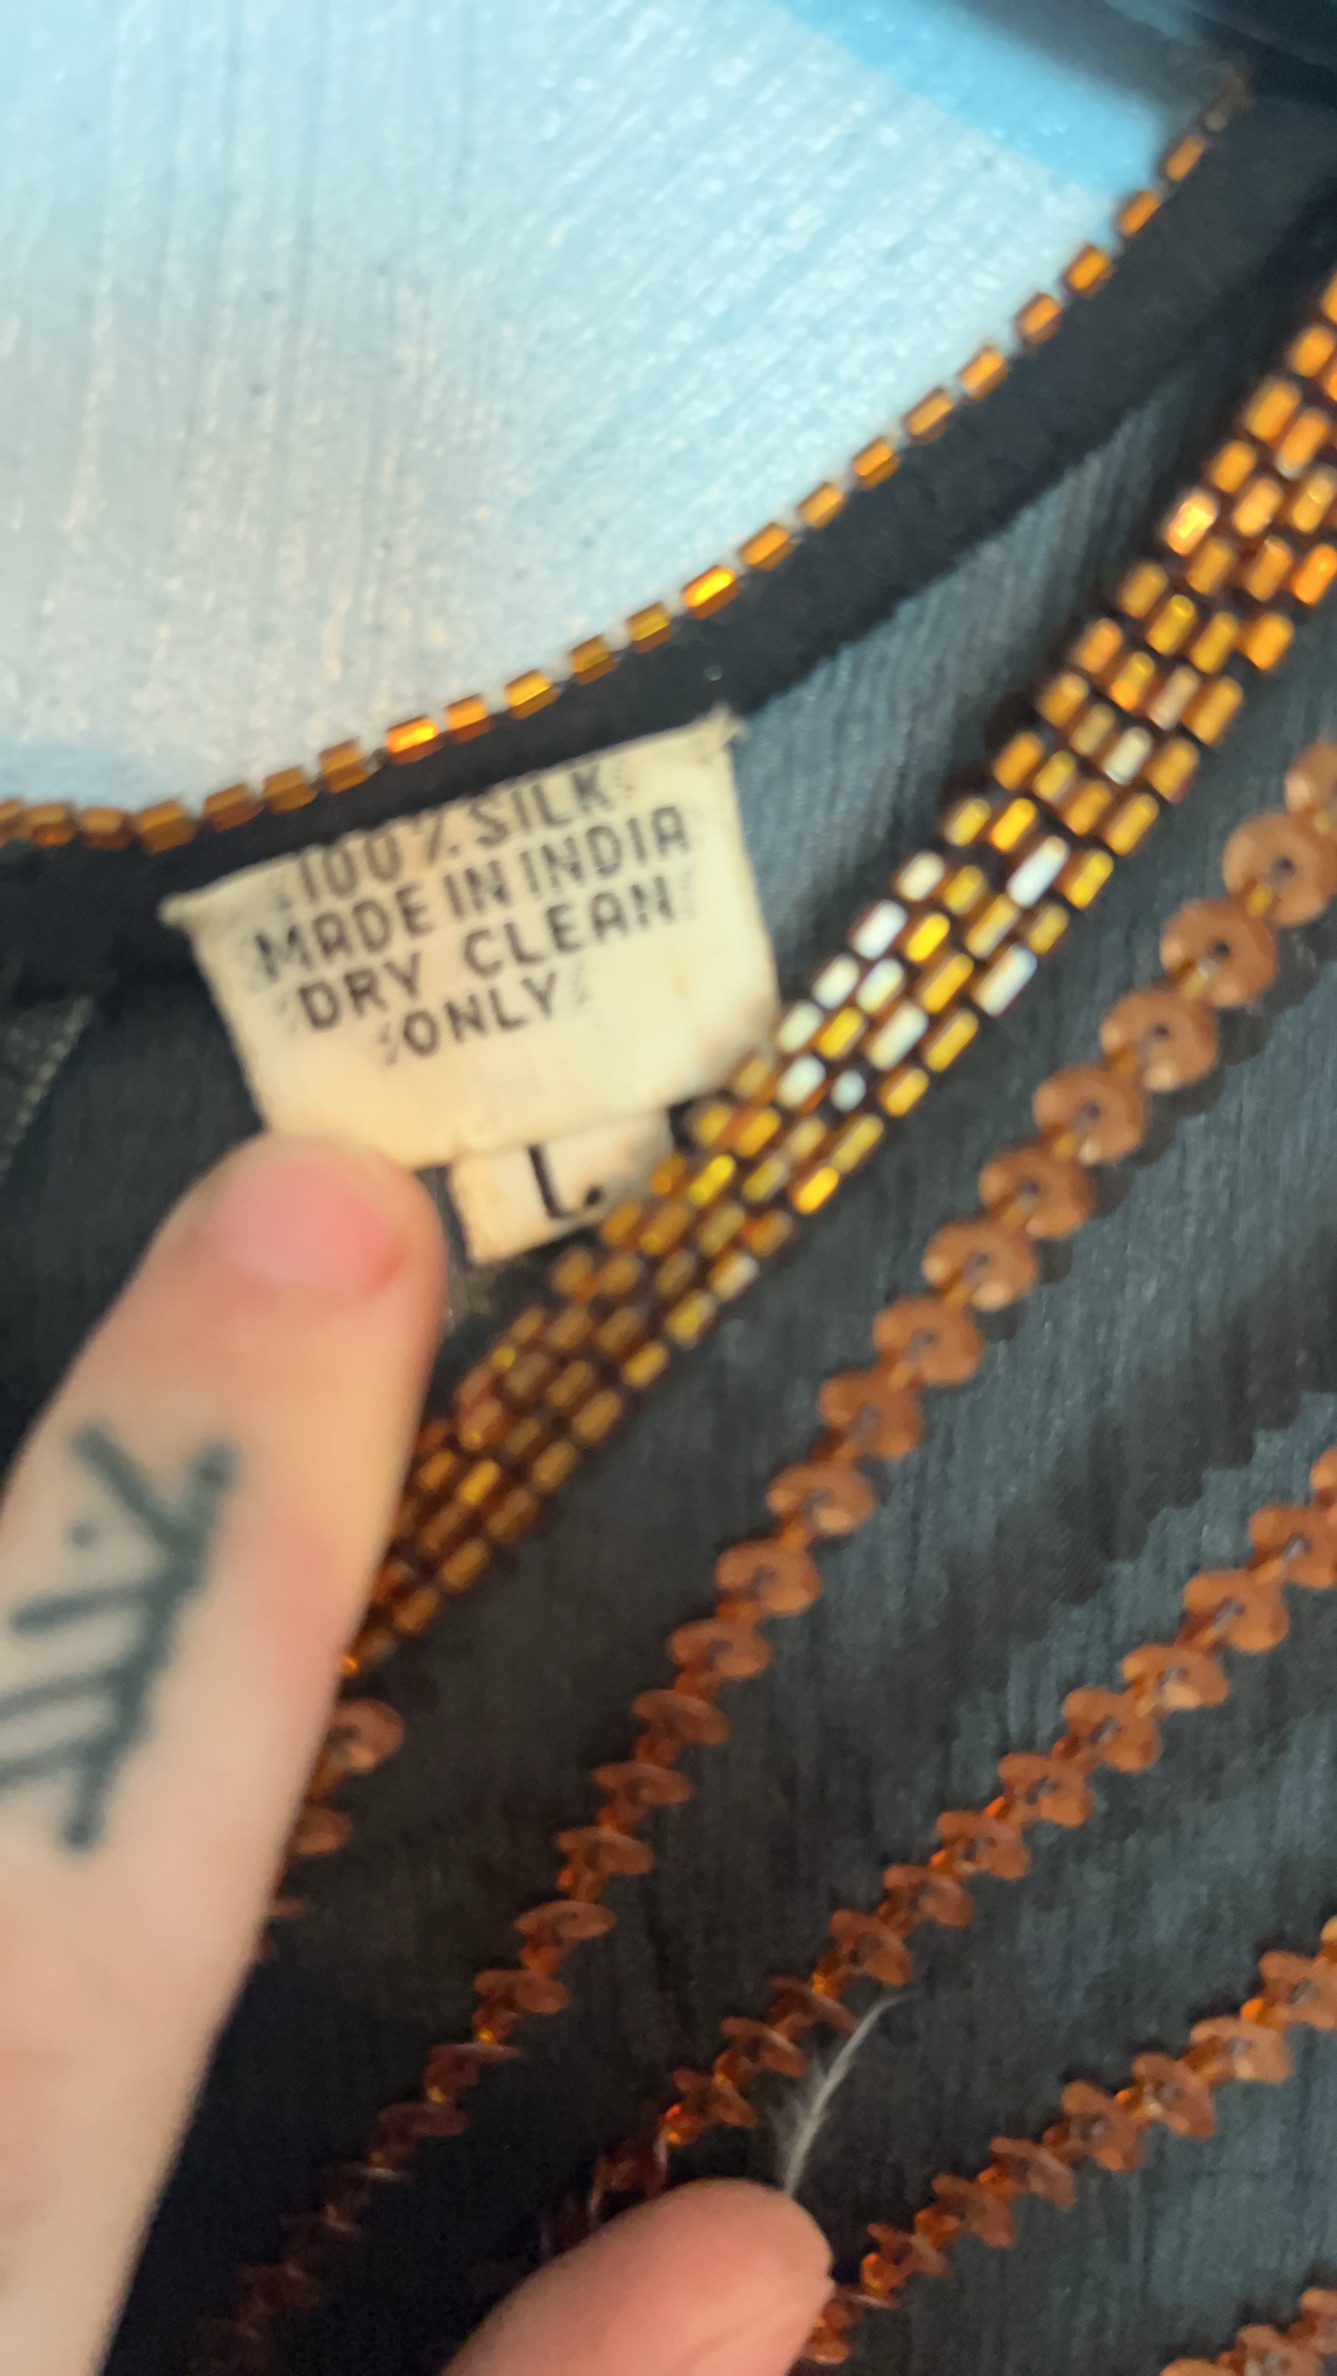 100% SILK
MADE IN INDIA
DRY CLEAN
ONLY
L.